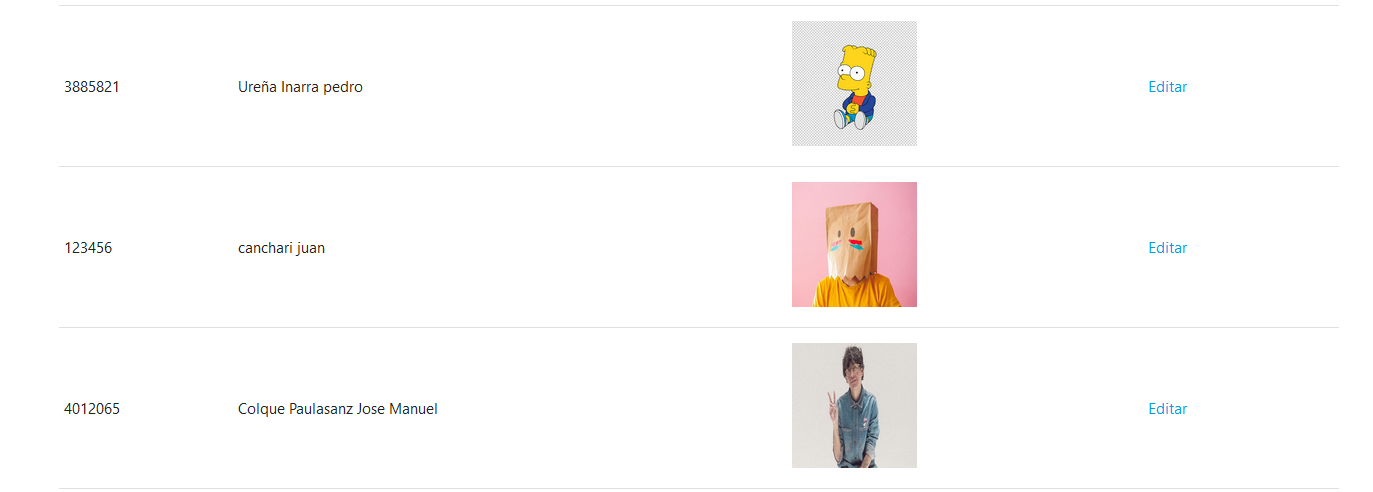 3885821 Ureña Inarra pedro Editar
123456 canchari juan Editar
4012065 Colque Paulasanz Jose Manuel Editar